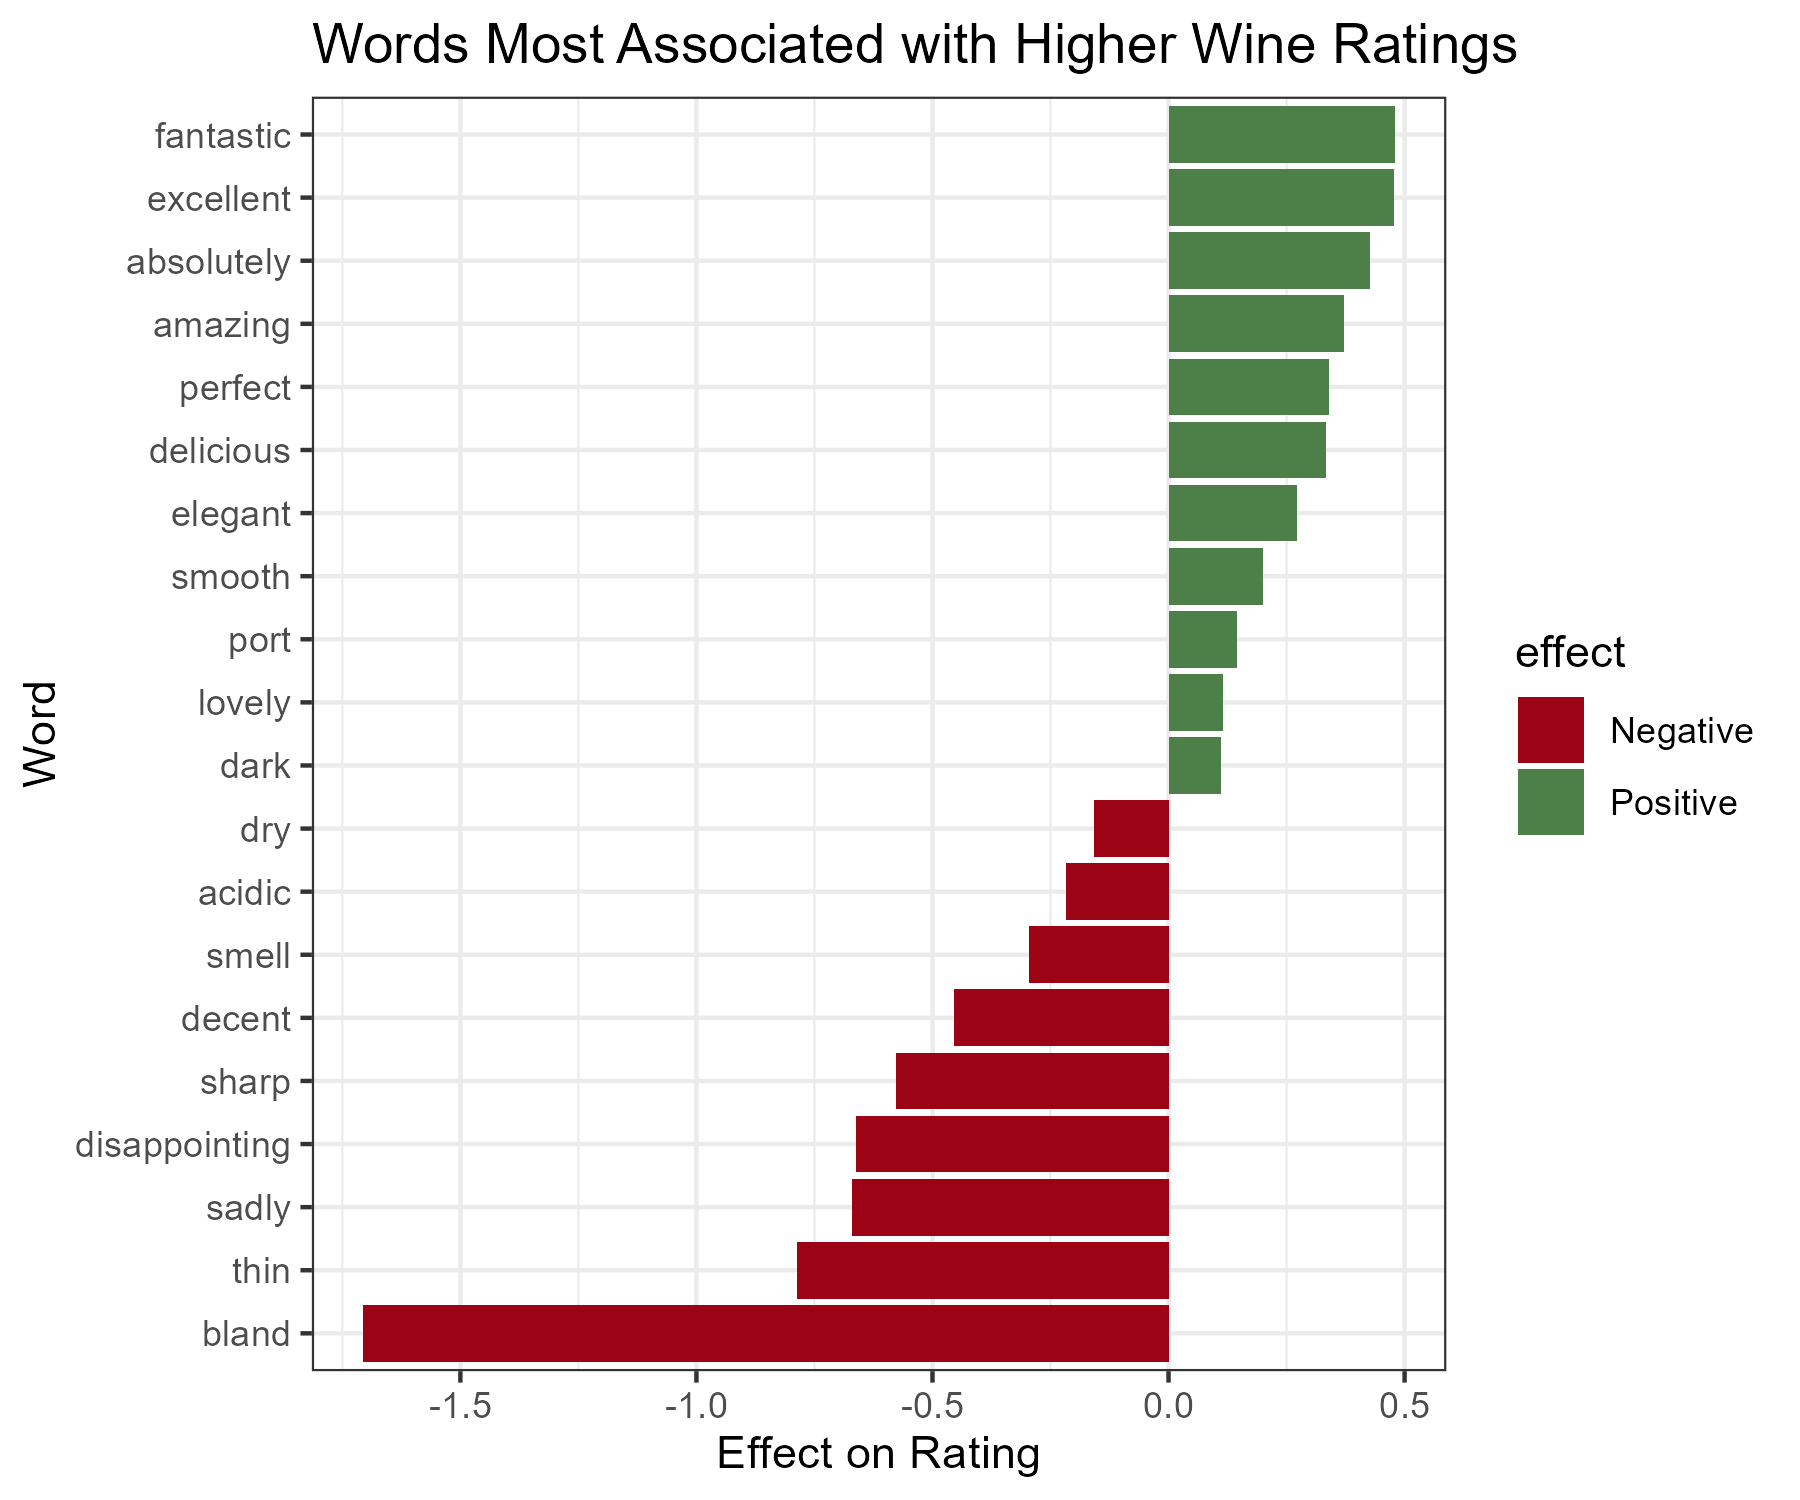 Words Most Associated with Higher Wine Ratings
fantastic
excellent
absolutely
amazing
perfect
delicious
elegant
smooth
port
lovely
dark
dry
acidic
smell
decent
sharp
disappointing
sadly
thin
bland
Word
-1.5 -1.0 -0.5 0.0 0.5
Effect on Rating
effect
Negative
Positive